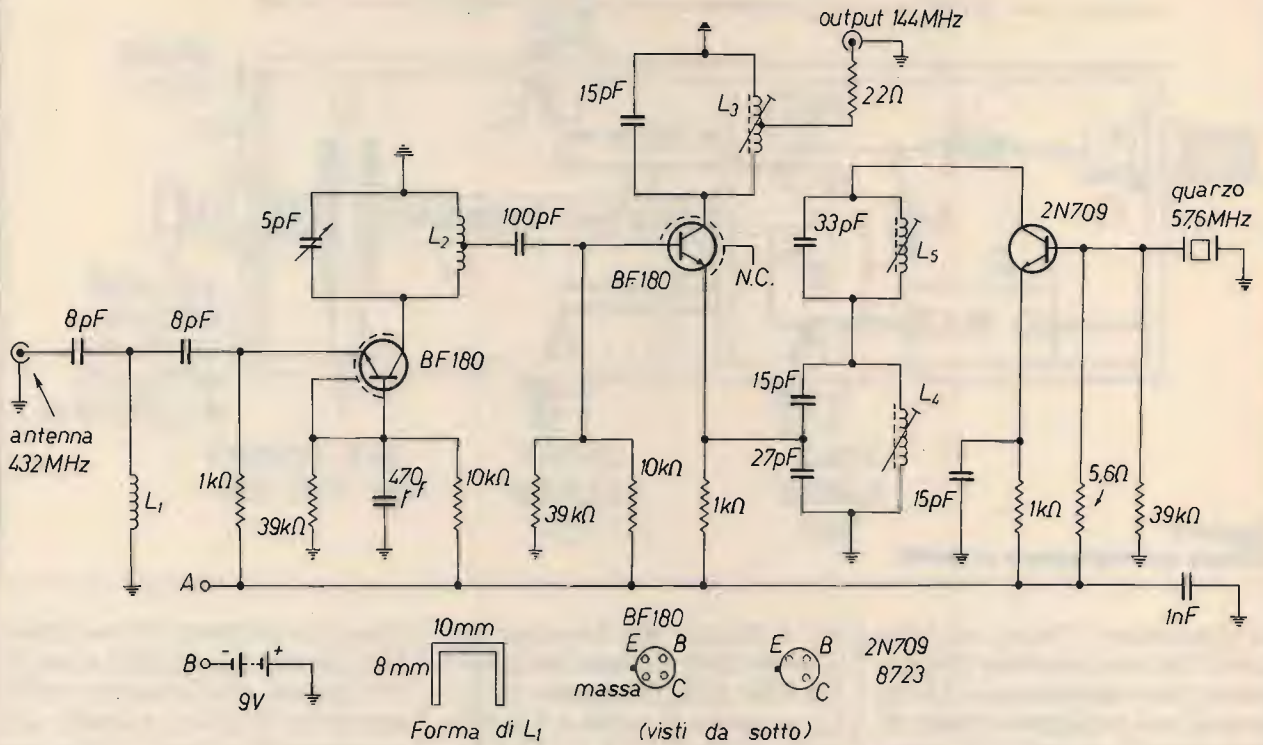 output 144MHz
22Ω
15pF
L3
5pF
L2
100pF
BF180
N.C.
33pF
L5
2N709
quarzo
57,6MHz
8pF
8pF
BF180
antenna
432MHz
L1
1kΩ
39kΩ
470
10kΩ
39kΩ
10kΩ
1kΩ
15pF
27pF
L4
15pF
1kΩ
5,6Ω
39kΩ
A
1nF
B
-
+
9V
10mm
8mm
Forma di L1
BF180
E B
C
massa
E B
C
2N709
8723
(visti da sotto)